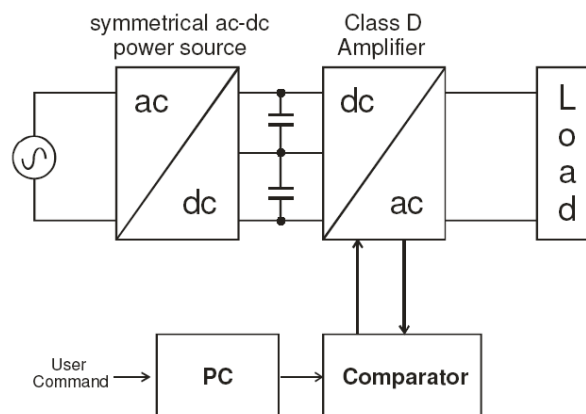 symmetrical ac-dc
power source
Class D
Amplifier
ac
dc
dc
ac
L
o
a
d
User
Command
PC
Comparator